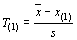 T(1) = (x̅ − x(1)) / s